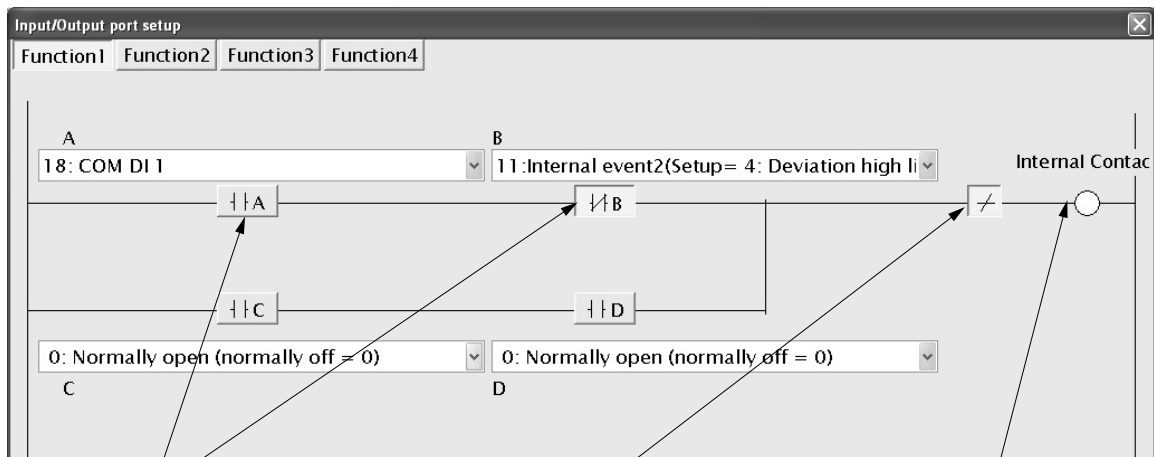 Input/Output port setup
Function1 Function2 Function3 Function4
A B
18: COM DI 1 11:Internal event2(Setup= 4: Deviation high li
Internal Contac
A B
C D
0: Normally open (normally off = 0) 0: Normally open (normally off = 0)
C D